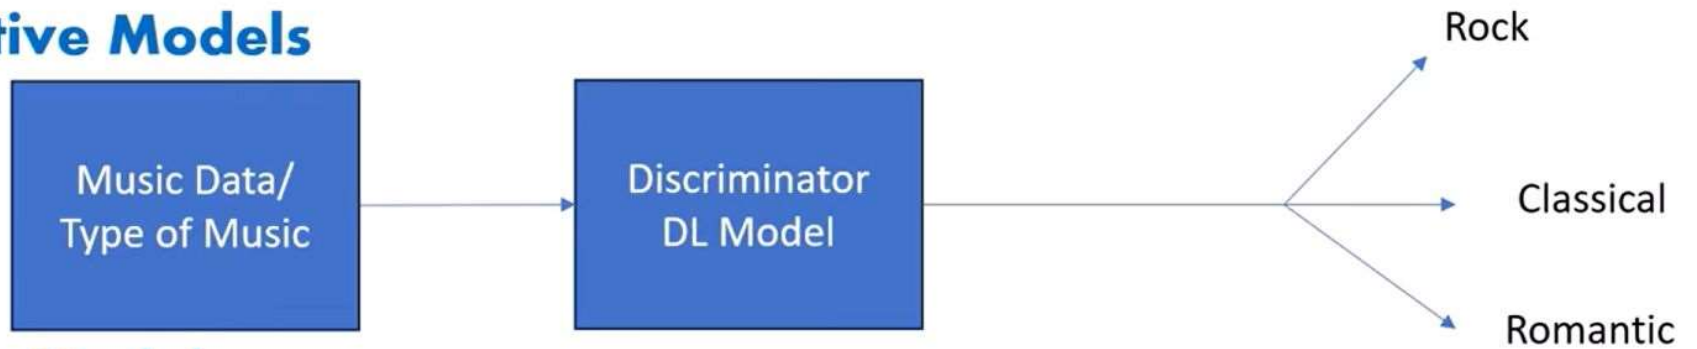 tive Models
Rock
Music Data/
Type of Music
Discriminator
DL Model
Classical
Romantic